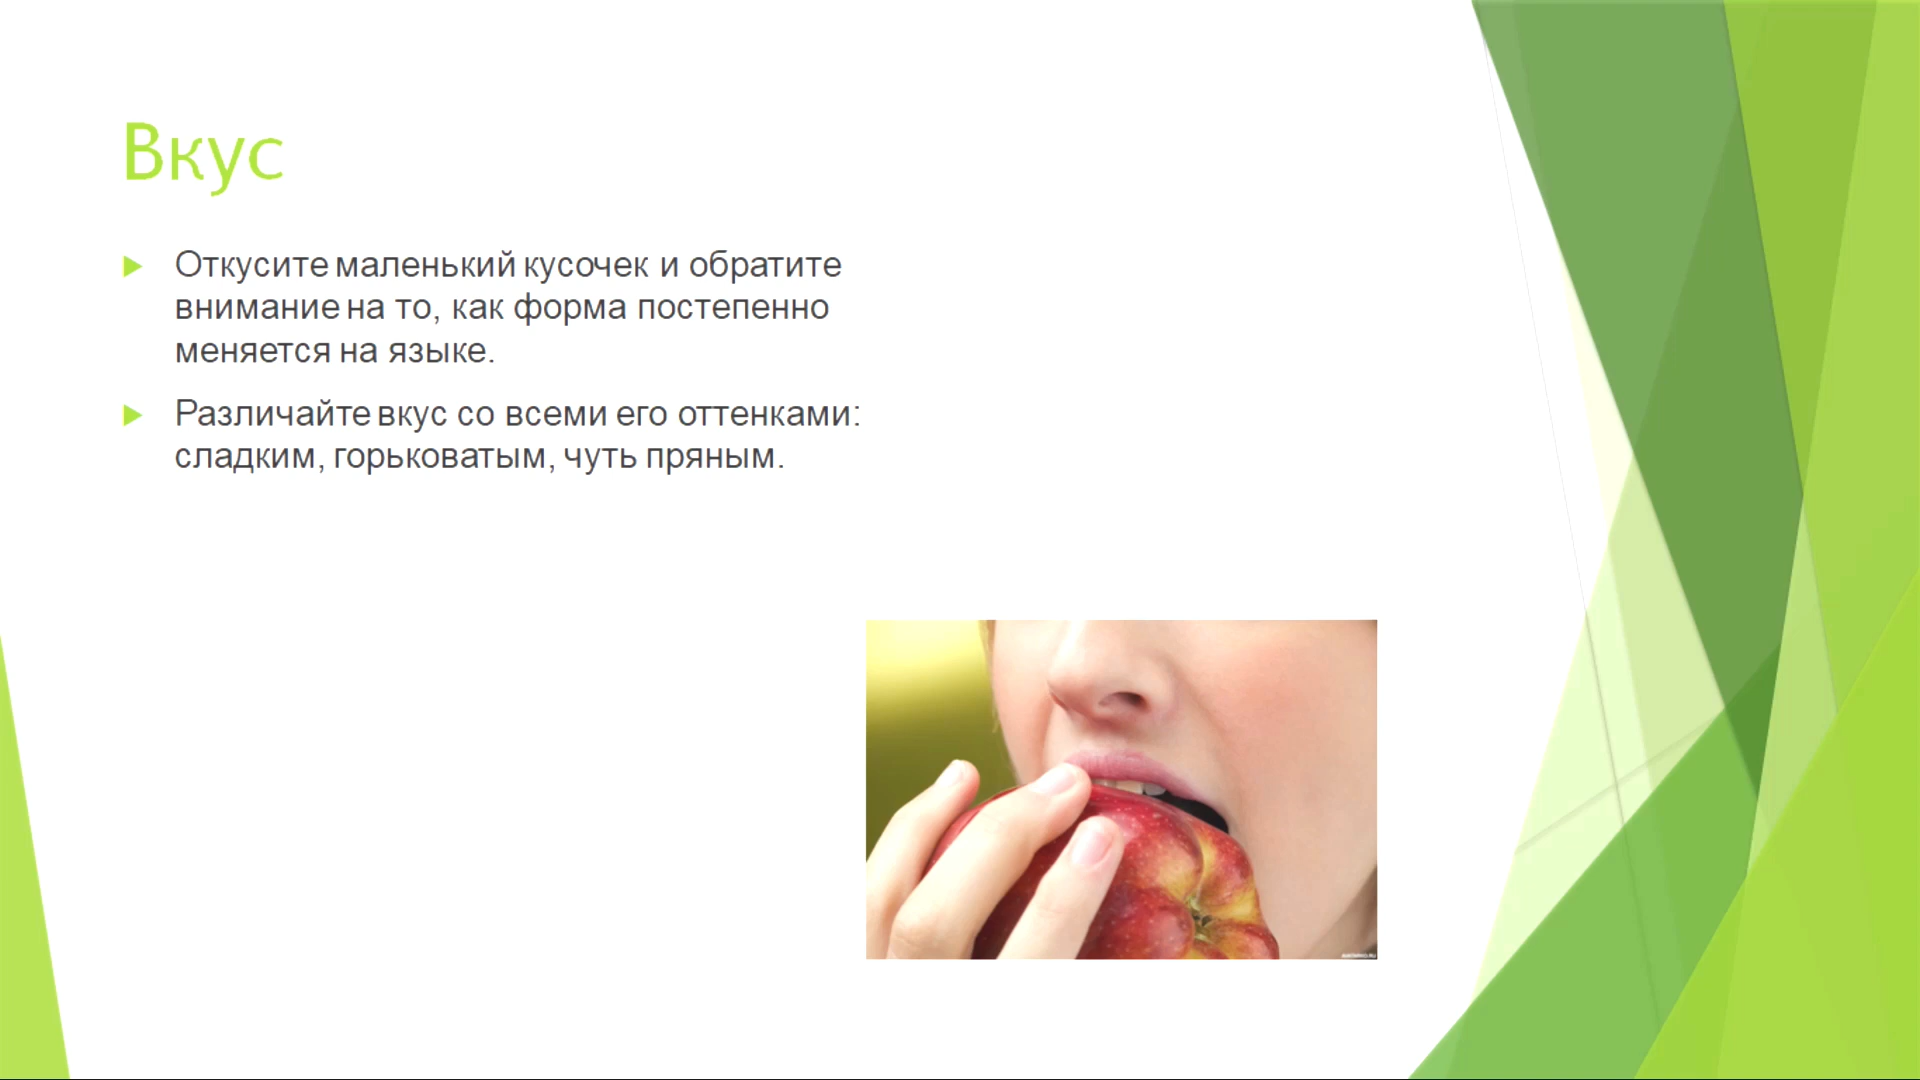 Вкус
Откусите маленький кусочек и обратите
внимание на то, как форма постепенно
меняется на языке.
Различайте вкус со всеми его оттенками:
сладким, горьковатым, чуть пряным.